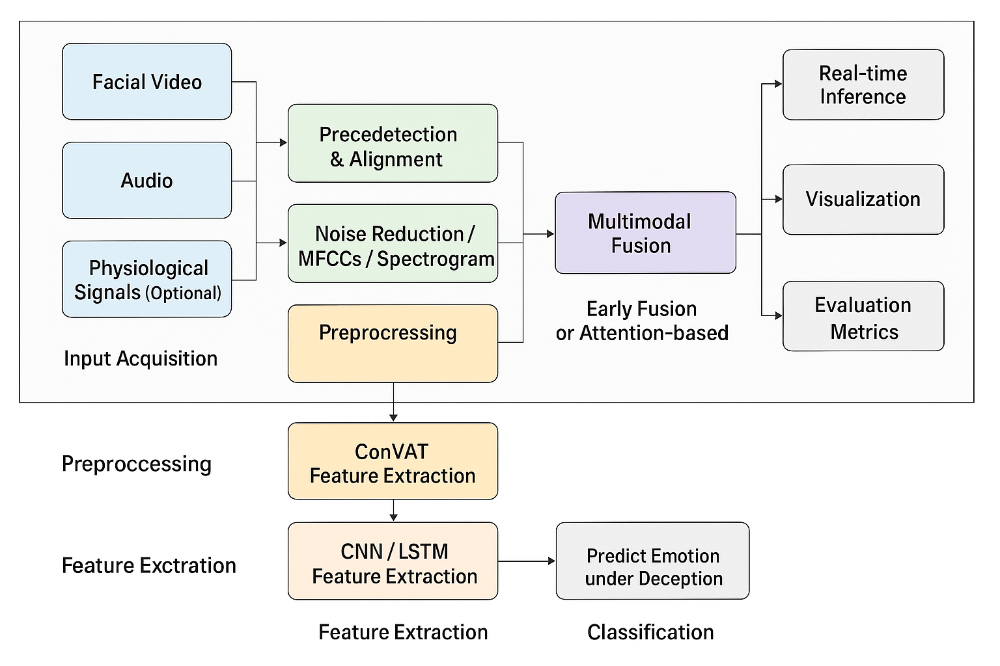 Facial Video
Audio
Physiological
Signals (Optional)
Input Acquisition
Precedetection
& Alignment
Noise Reduction /
MFCCs / Spectrogram
Preprocressing
Multimodal
Fusion
Early Fusion
or Attention-based
Real-time
Inference
Visualization
Evaluation
Metrics
Preproccessing
ConVAT
Feature Extraction
Feature Exctration
CNN / LSTM
Feature Extraction
Predict Emotion
under Deception
Feature Extraction
Classification